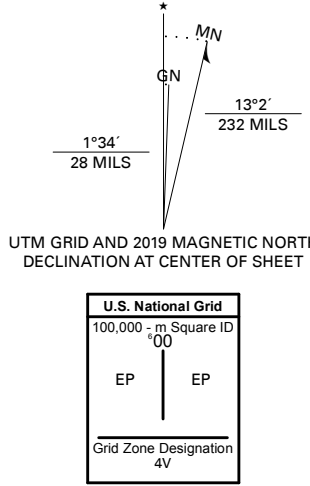 ★
MN
GN
13°2´
232 MILS
1°34´
28 MILS
UTM GRID AND 2019 MAGNETIC NORTH
DECLINATION AT CENTER OF SHEET
U.S. National Grid
100,000 - m Square ID
⁶00
EP EP
Grid Zone Designation
4V